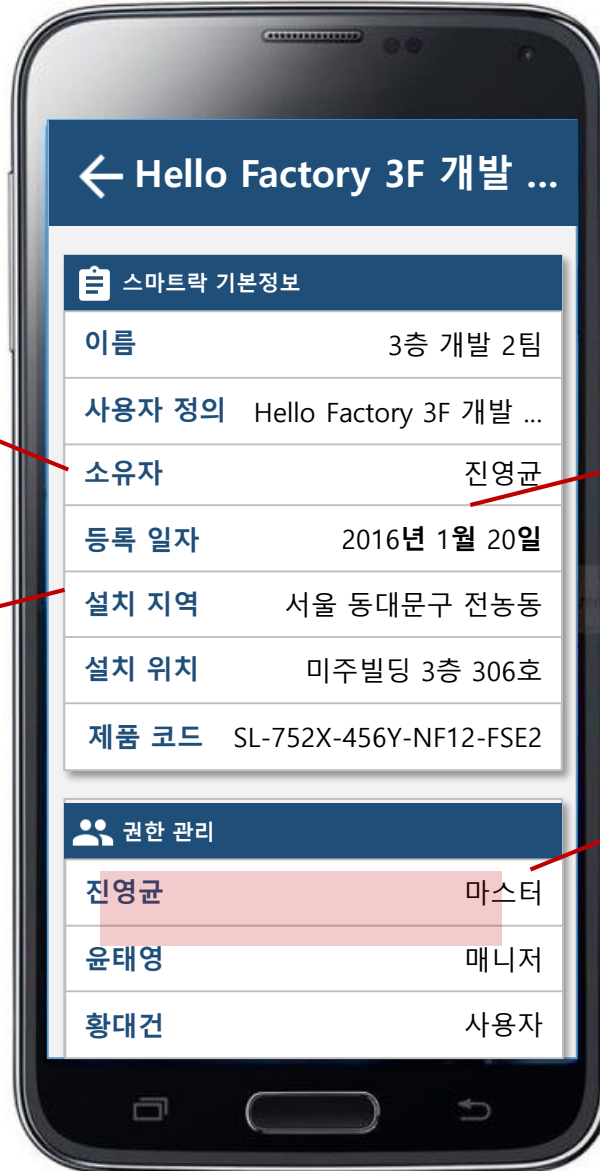 Hello Factory 3F 개발 ...
스마트락 기본정보
이름 3층 개발 2팀
사용자 정의 Hello Factory 3F 개발 ...
소유자 진영균
등록 일자 2016년 1월 20일
설치 지역 서울 동대문구 전농동
설치 위치 미주빌딩 3층 306호
제품 코드 SL-752X-456Y-NF12-FSE2
권한 관리
진영균 마스터
윤태영 매니저
황대건 사용자